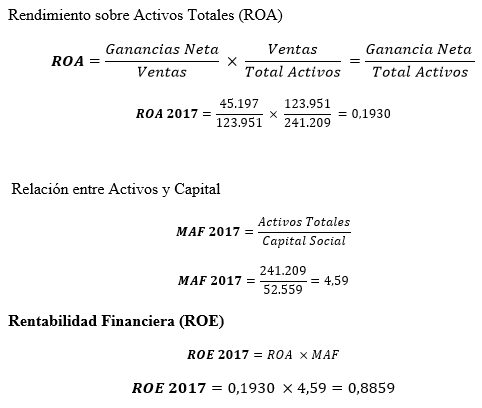 Rendimiento sobre Activos Totales (ROA)
ROA = Ganancias Neta / Ventas × Ventas / Total Activos = Ganancia Neta / Total Activos
ROA 2017 = 45.197 / 123.951 × 123.951 / 241.209 = 0,1930
Relación entre Activos y Capital
MAF 2017 = Activos Totales / Capital Social
MAF 2017 = 241.209 / 52.559 = 4,59
Rentabilidad Financiera (ROE)
ROE 2017 = ROA × MAF
ROE 2017 = 0,1930 × 4,59 = 0,8859